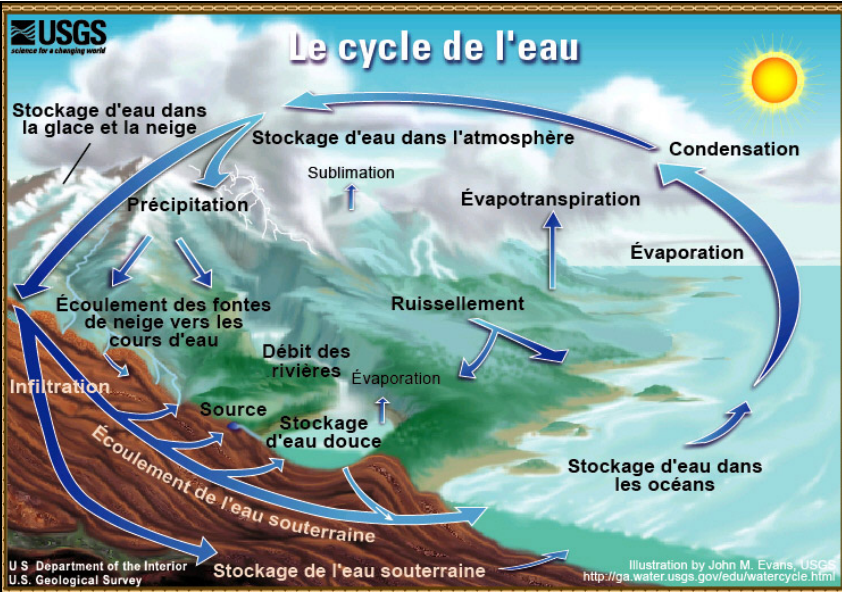 USGS
science for a changing world
Le cycle de l'eau
Stockage d'eau dans
la glace et la neige
Stockage d'eau dans l'atmosphère
Condensation
Sublimation
Précipitation
Évapotranspiration
Évaporation
Écoulement des fontes
de neige vers les
cours d'eau
Ruissellement
Débit des
rivières
Évaporation
Infiltration
Source
Stockage
d'eau douce
Écoulement de l'eau souterraine
Stockage d'eau dans
les océans
Stockage de l'eau souterraine
U S Department of the Interior
U.S. Geological Survey
Illustration by John M. Evans, USGS
http://ga.water.usgs.gov/edu/watercycle.html